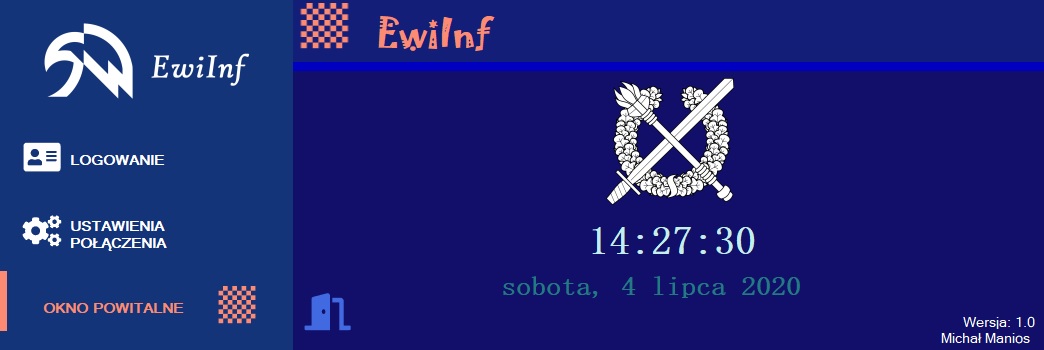 EwiInf
LOGOWANIE
USTAWIENIA
POŁĄCZENIA
OKNO POWITALNE
EwiInf
14:27:30
sobota, 4 lipca 2020
Wersja: 1.0
Michał Manios